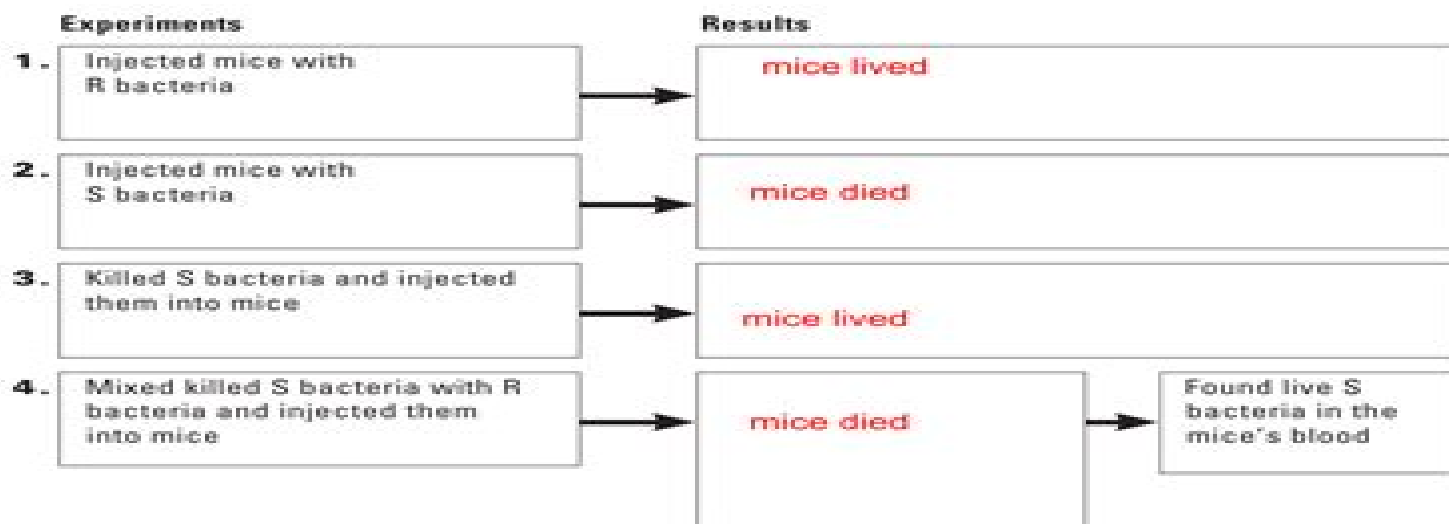 Experiments
Results
1. Injected mice with
R bacteria
mice lived
2. Injected mice with
S bacteria
mice died
3. Killed S bacteria and injected
them into mice
mice lived
4. Mixed killed S bacteria with R
bacteria and injected them
into mice
mice died
Found live S
bacteria in the
mice's blood